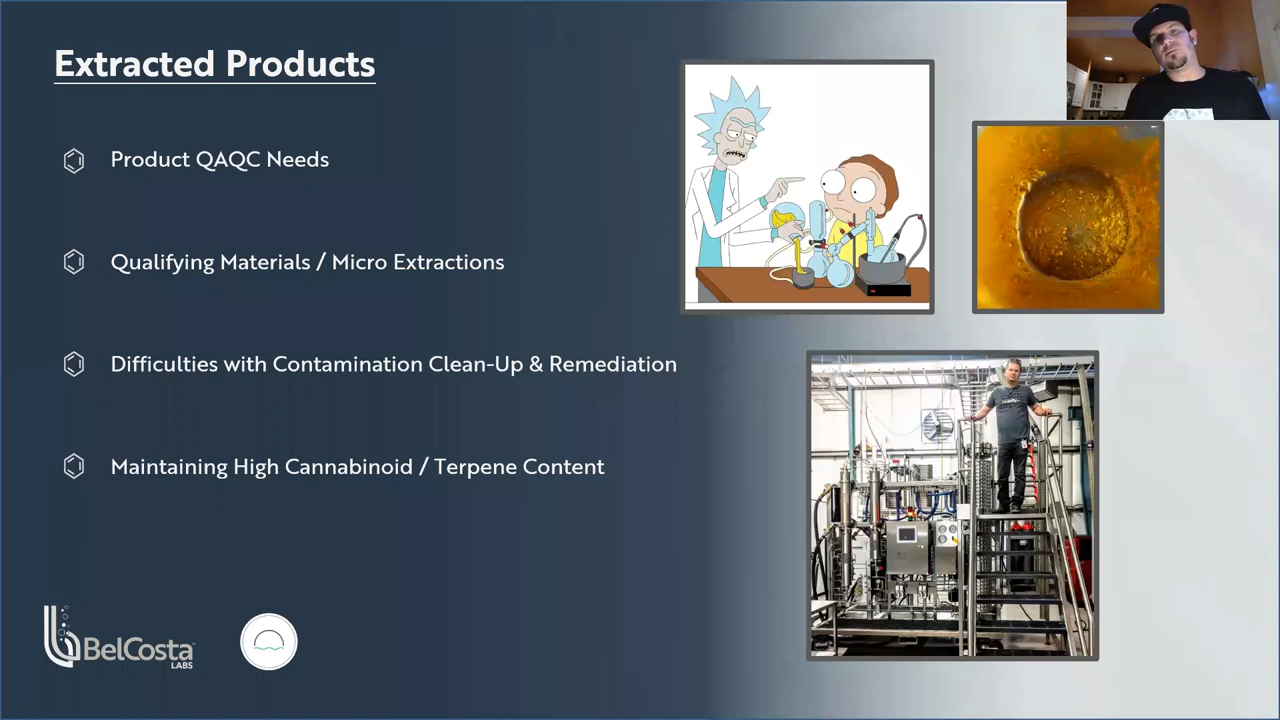 Extracted Products
Product QAQC Needs
Qualifying Materials / Micro Extractions
Difficulties with Contamination Clean-Up & Remediation
Maintaining High Cannabinoid / Terpene Content
BelCosta
LABS